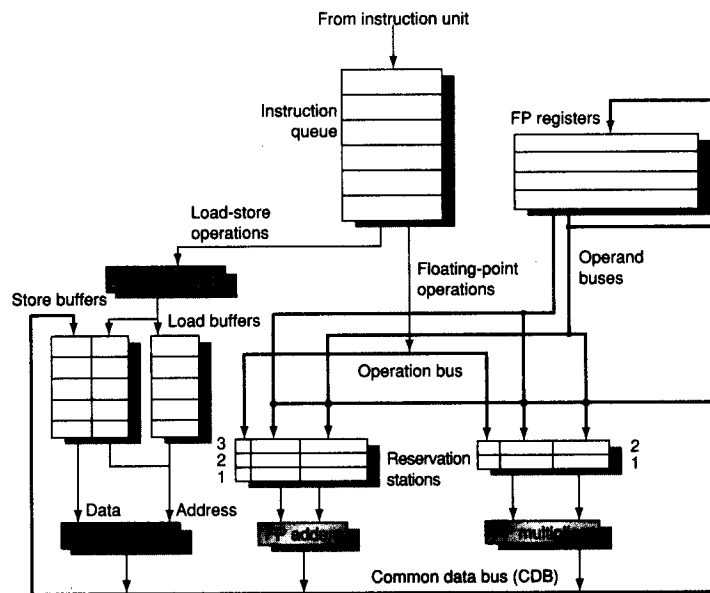 From instruction unit
Instruction
queue
FP registers
Load-store
operations
Floating-point
operations
Operand
buses
Store buffers
Load buffers
Operation bus
3
2
1
Reservation
stations
2
1
Data
Address
FP
Common data bus (CDB)